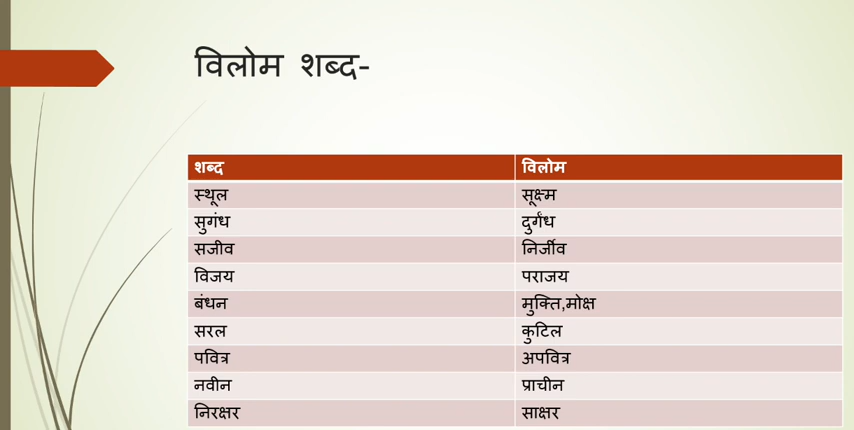 विलोम शब्द-
शब्द विलोम
स्थूल सूक्ष्म
सुगंध दुर्गंध
सजीव निर्जीव
विजय पराजय
बंधन मुक्ति,मोक्ष
सरल कुटिल
पवित्र अपवित्र
नवीन प्राचीन
निरक्षर साक्षर